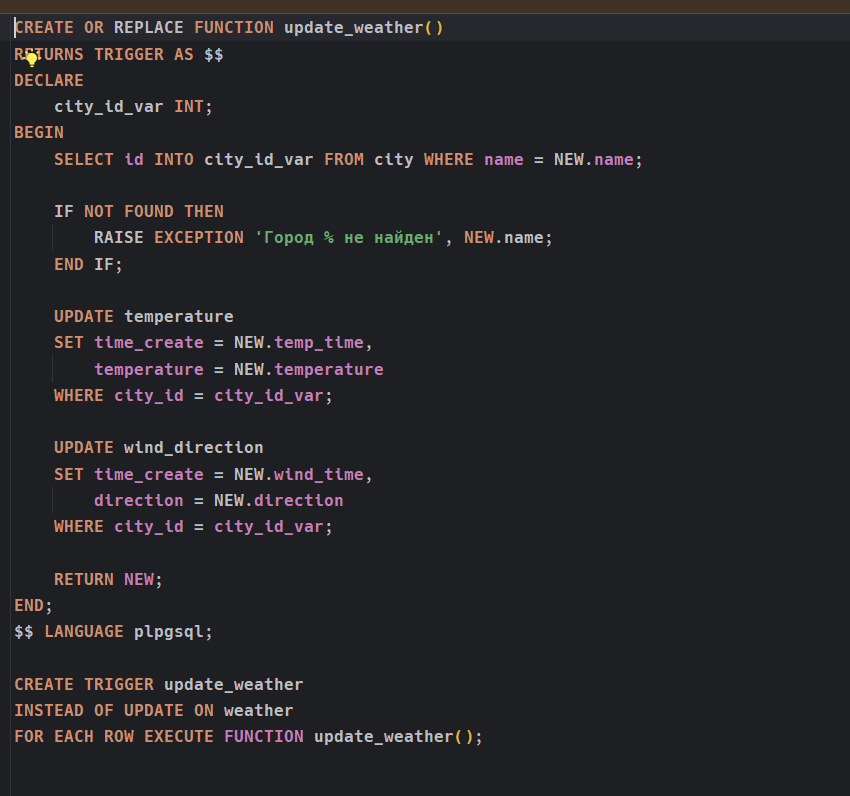 CREATE OR REPLACE FUNCTION update_weather()
RETURNS TRIGGER AS $$
DECLARE
    city_id_var INT;
BEGIN
    SELECT id INTO city_id_var FROM city WHERE name = NEW.name;

    IF NOT FOUND THEN
        RAISE EXCEPTION 'Город % не найден', NEW.name;
    END IF;

    UPDATE temperature
    SET time_create = NEW.temp_time,
        temperature = NEW.temperature
    WHERE city_id = city_id_var;

    UPDATE wind_direction
    SET time_create = NEW.wind_time,
        direction = NEW.direction
    WHERE city_id = city_id_var;

    RETURN NEW;
END;
$$ LANGUAGE plpgsql;

CREATE TRIGGER update_weather
INSTEAD OF UPDATE ON weather
FOR EACH ROW EXECUTE FUNCTION update_weather();